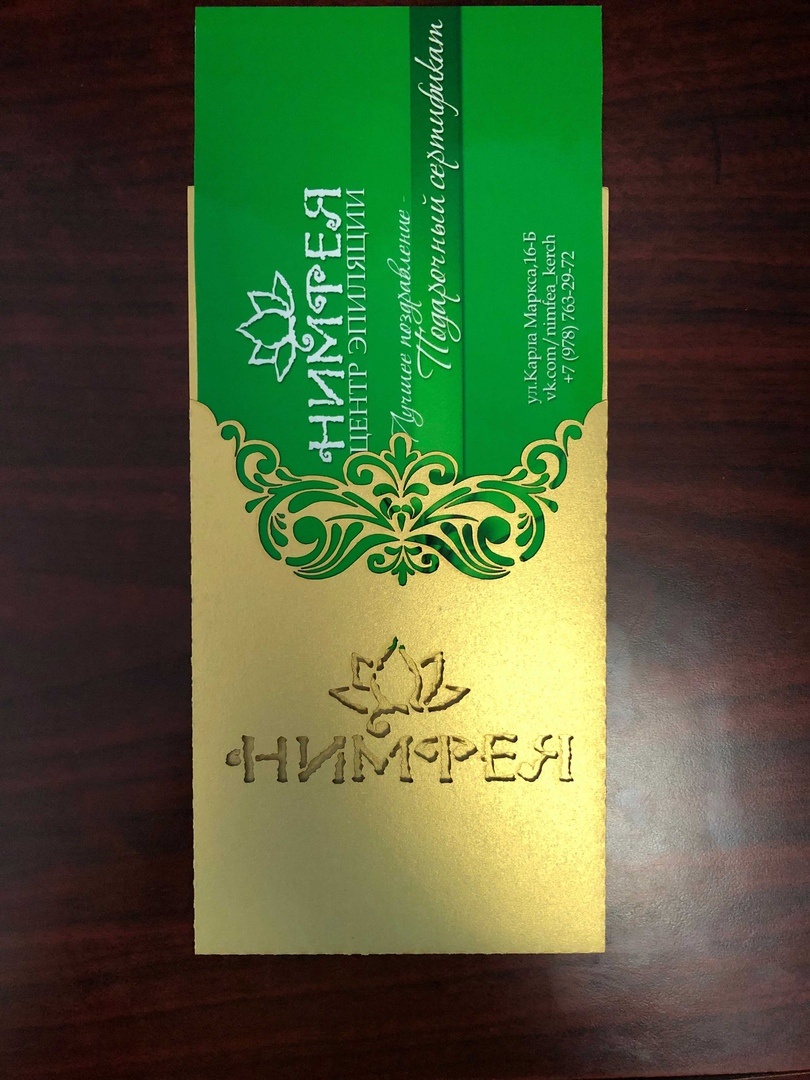 НИМФЕЯ
ЦЕНТР ЭПИЛЯЦИИ
Лучшее поздравление -
Подарочный сертификат
ул.Карла Маркса,16-Б
vk.com/nimfea_kerch
+7 (978) 763-29-72
НИМФЕЯ